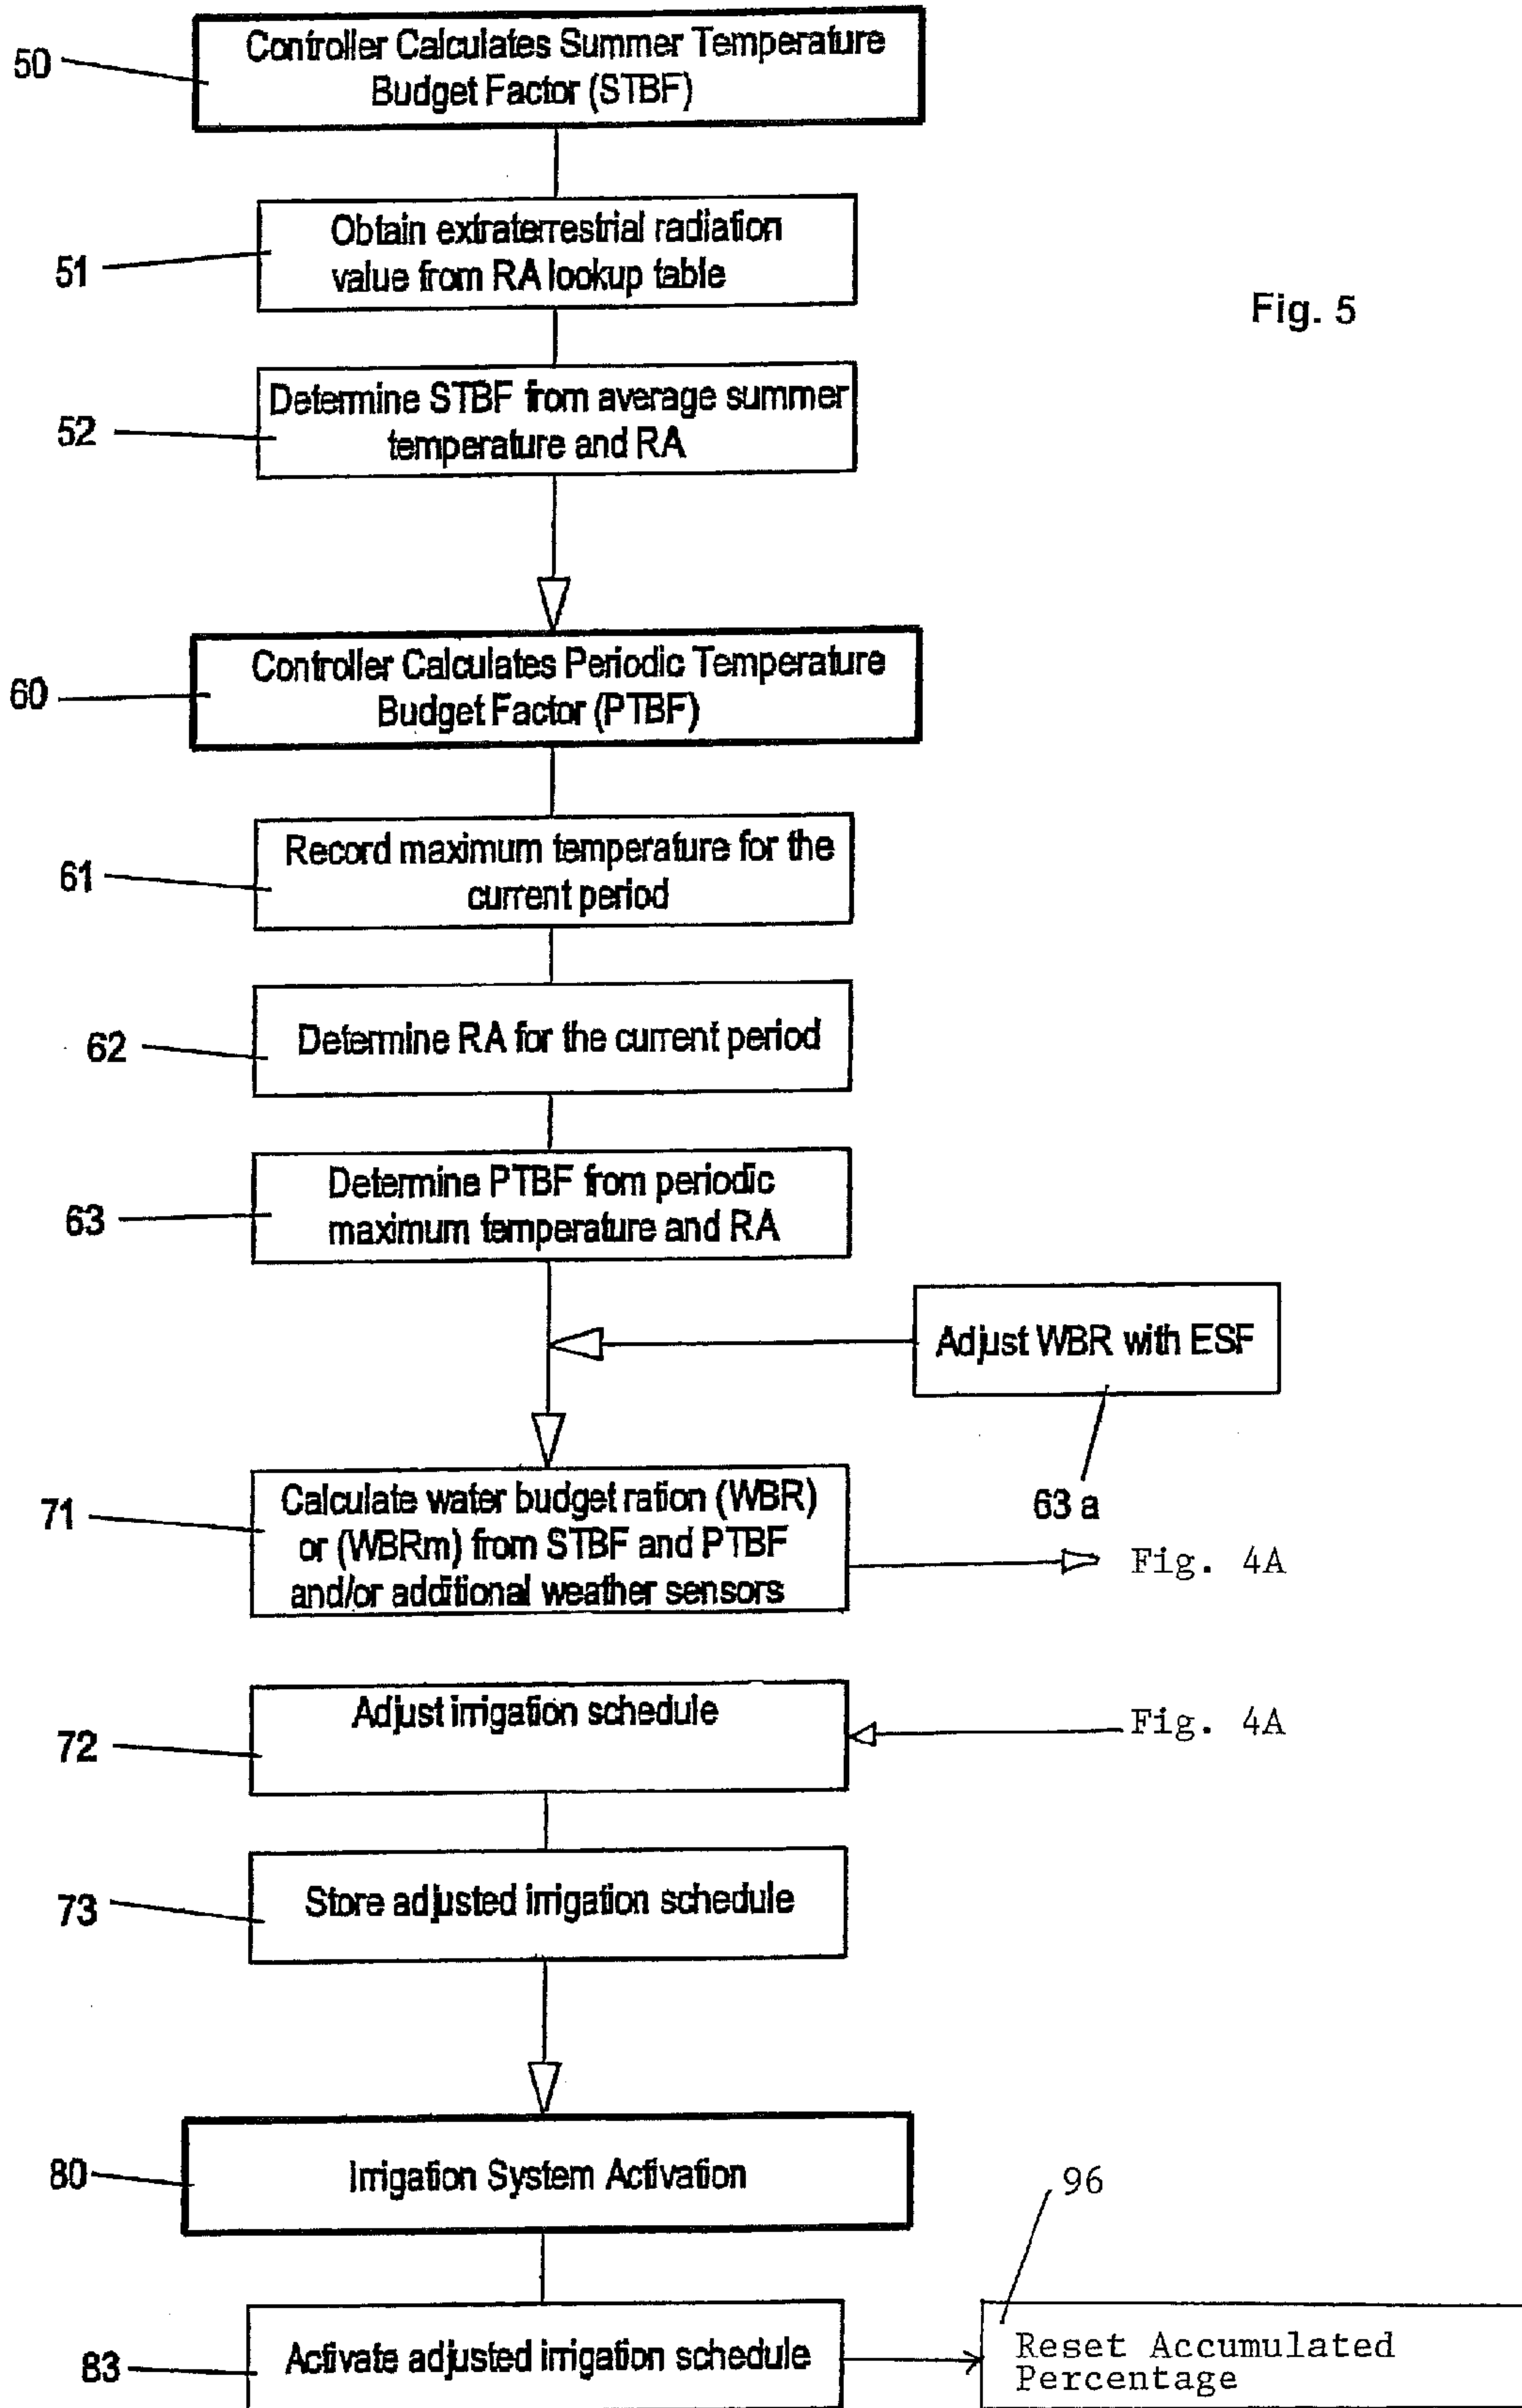 50
Controller Calculates Summer Temperature
Budget Factor (STBF)
51
Obtain extraterrestrial radiation
value from RA lookup table
Fig. 5
52
Determine STBF from average summer
temperature and RA
60
Controller Calculates Periodic Temperature
Budget Factor (PTBF)
61
Record maximum temperature for the
current period
62
Determine RA for the current period
63
Determine PTBF from periodic
maximum temperature and RA
Adjust WBR with ESF
63 a
71
Calculate water budget ration (WBR)
or (WBRm) from STBF and PTBF
and/or additional weather sensors
Fig. 4A
72
Adjust irrigation schedule
Fig. 4A
73
Store adjusted irrigation schedule
80
Irrigation System Activation
96
83
Activate adjusted irrigation schedule
Reset Accumulated
Percentage